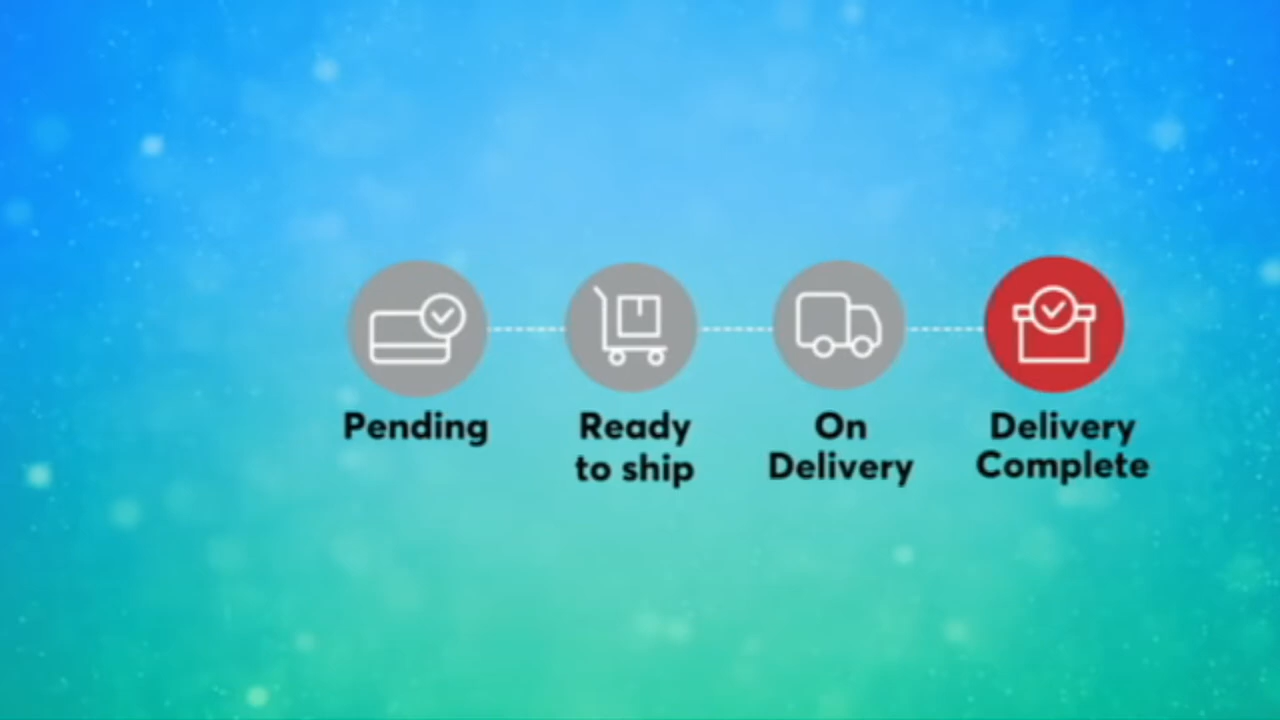 Pending
Ready
to ship
On
Delivery
Delivery
Complete